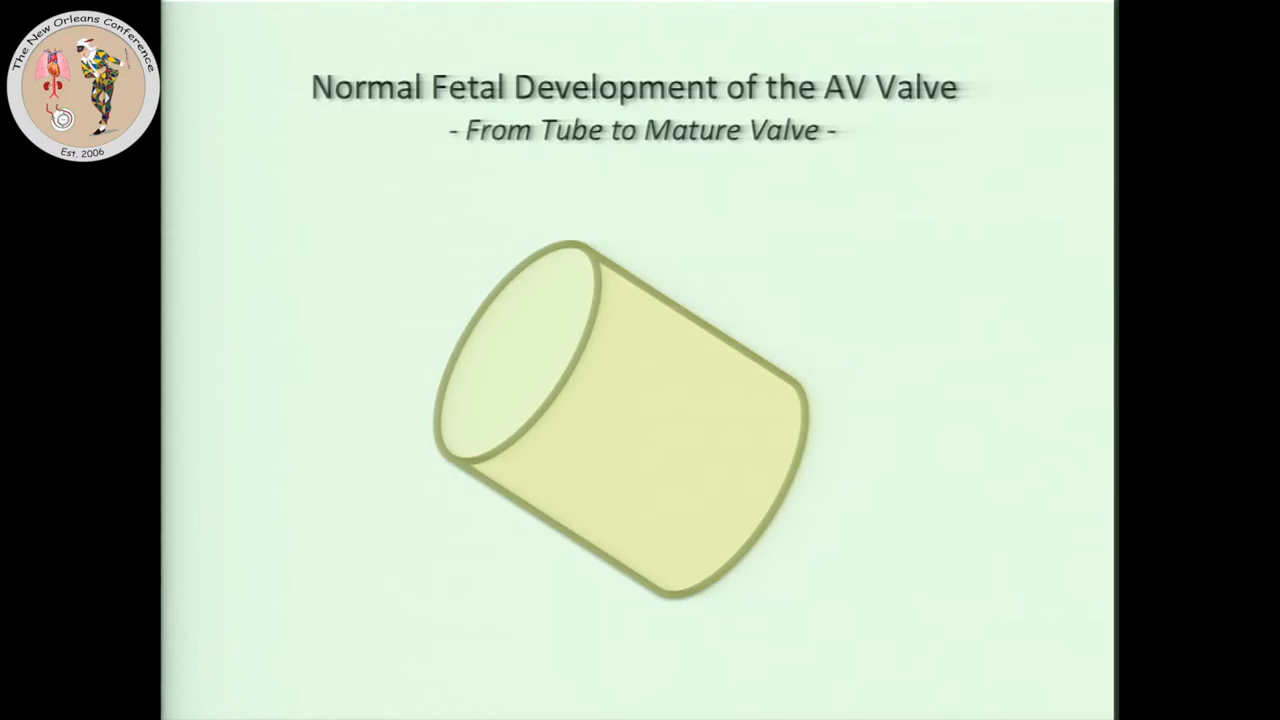 The New Orleans Conference
Est. 2006
Normal Fetal Development of the AV Valve
- From Tube to Mature Valve -